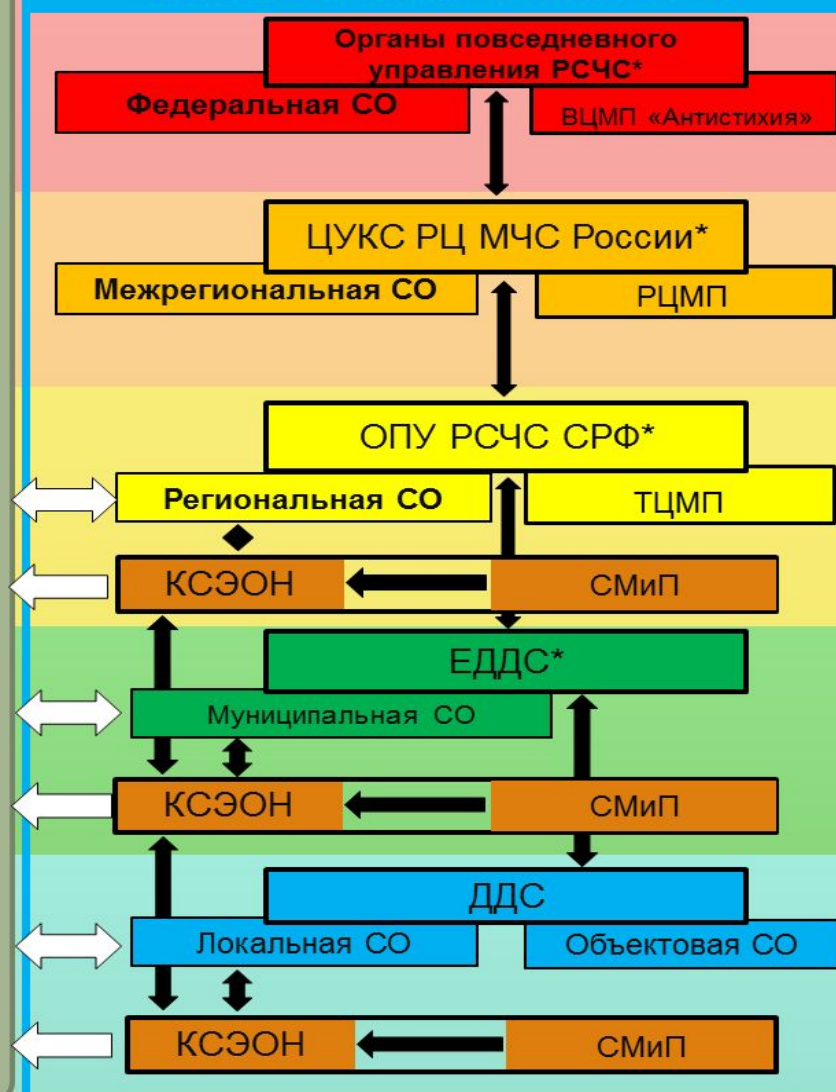 Органы повседневного
управления РСЧС*
Федеральная СО
ВЦМП «Антистихия»
ЦУКС РЦ МЧС России*
Межрегиональная СО
РЦМП
ОПУ РСЧС СРФ*
Региональная СО
ТЦМП
КСЭОН
СМиП
ЕДДС*
Муниципальная СО
КСЭОН
СМиП
ДДС
Локальная СО
Объектовая СО
КСЭОН
СМиП